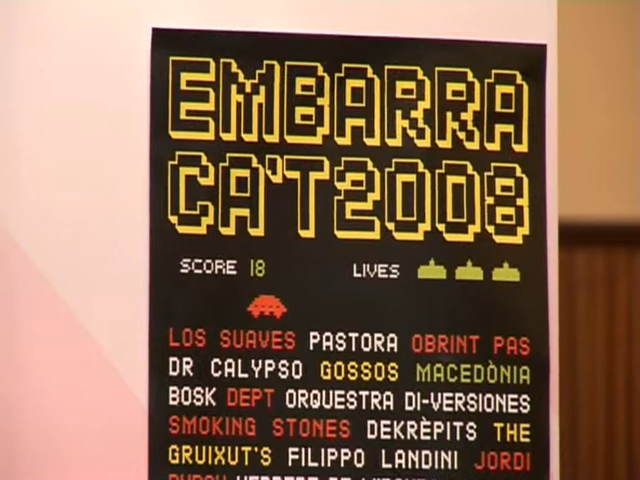 EMBARRA
CA'T2008
SCORE 18 LIVES
LOS SUAVES PASTORA OBRINT PAS
DR CALYPSO GOSSOS MACEDÒNIA
BOSK DEPT ORQUESTRA DI-VERSIONES
SMOKING STONES DEKRÈPITS THE
GRUIXUT'S FILIPPO LANDINI JORDI